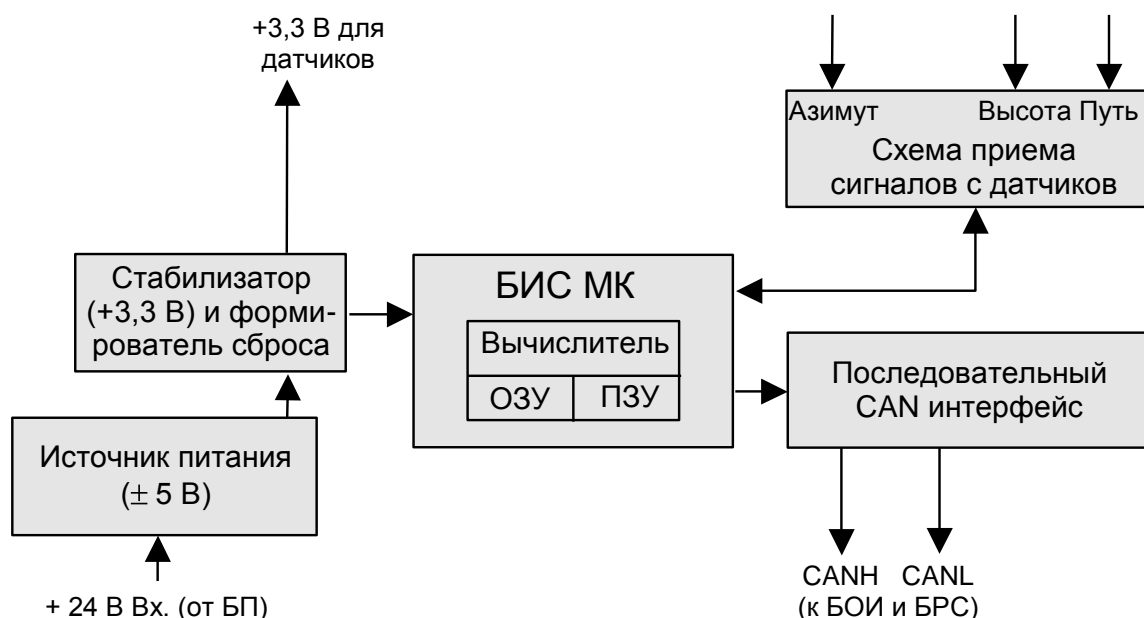 +3,3 В для
датчиков
Азимут
Высота Путь
Схема приема
сигналов с датчиков
Стабилизатор
(+3,3 В) и форми-
рователь сброса
БИС МК
Вычислитель
ОЗУ
ПЗУ
Последовательный
CAN интерфейс
Источник питания
(± 5 В)
+ 24 В Вх. (от БП)
CANH CANL
(к БОИ и БРС)